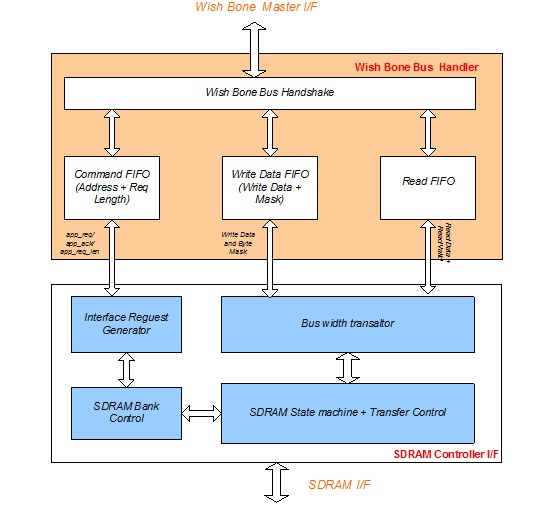 Wish Bone Master I/F
Wish Bone Bus Handler
Wish Bone Bus Handshake
Command FIFO
(Address + Req
Length)
Write Data FIFO
(Write Data +
Mask)
Read FIFO
app_req/
app_ack/
app_req_len
Write Data
and Byte
Mask
Read Data +
Read Valid
Interface Reguest
Generator
Bus width transaltor
SDRAM Bank
Control
SDRAM State machine + Transfer Control
SDRAM Controller I/F
SDRAM I/F